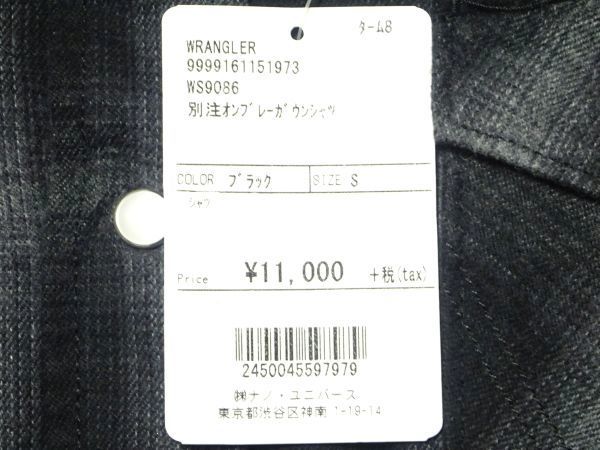 ﾀｰﾑ8
WRANGLER
9999161151973
WS9086
別注ｵﾝﾌﾞﾚｰｶﾞｳﾝｼｬﾂ
COLOR ﾌﾞﾗｯｸ SIZE S
ｼｬﾂ
Price ¥11,000 +税(tax)
2450045597979
㈱ナノ・ユニバース
東京都渋谷区神南 1-19-14